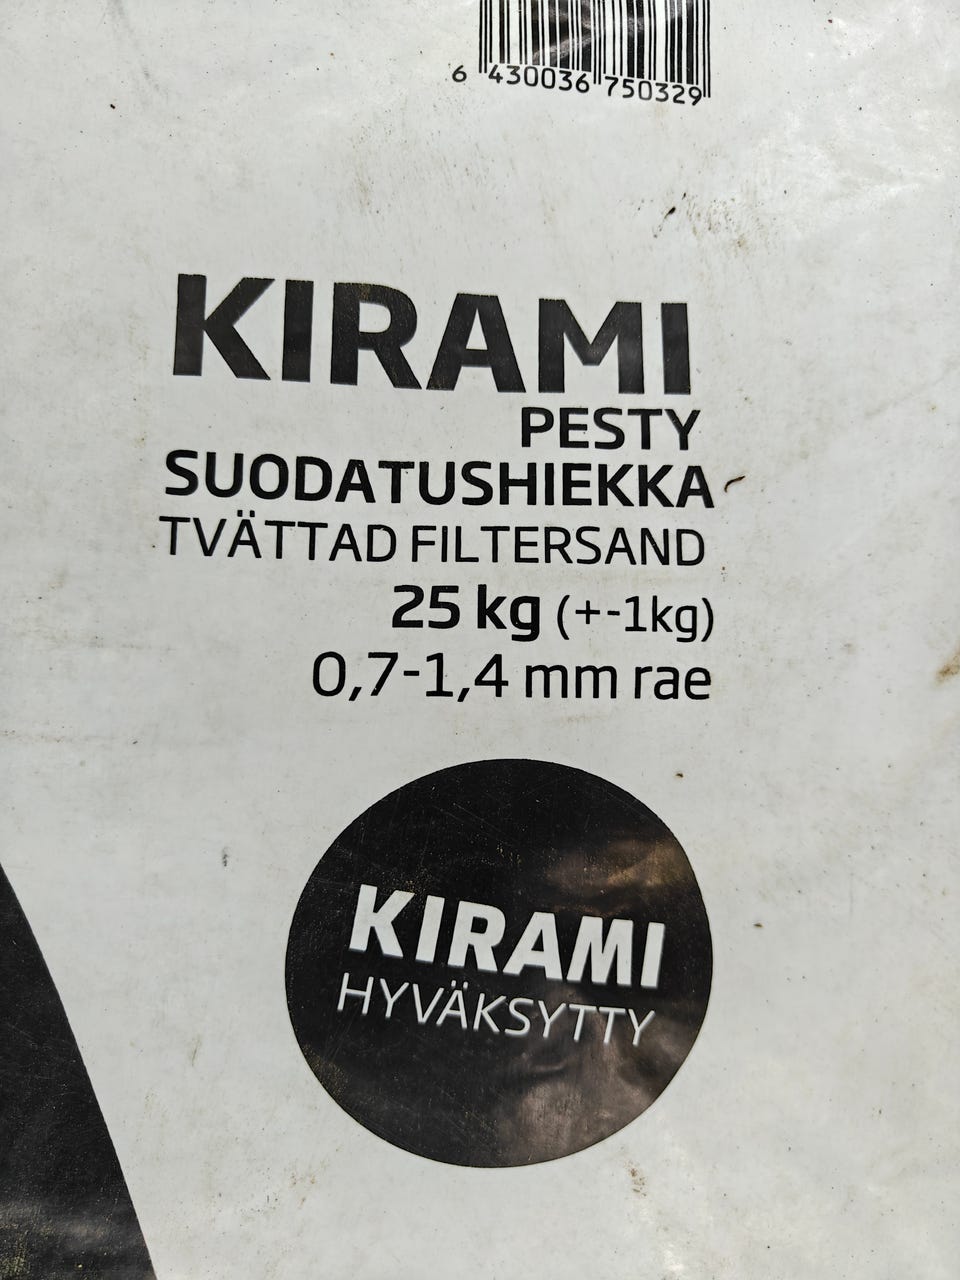 6 430036 750329
KIRAMI
PESTY
SUODATUSHIEKKA
TVÄTTAD FILTERSAND
25 kg (+-1kg)
0,7-1,4 mm rae
KIRAMI
HYVÄKSYTTY